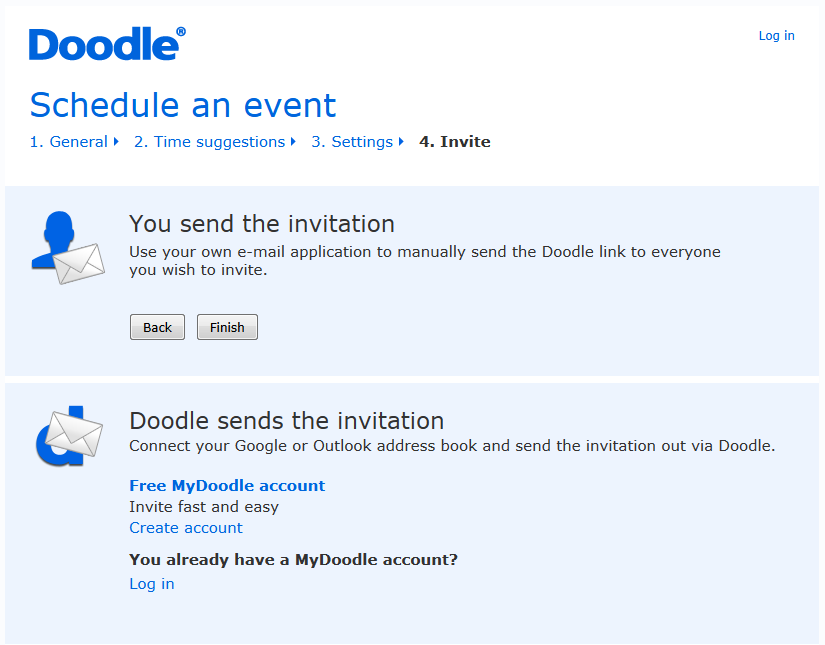 Doodle®
Log in
Schedule an event
1. General 2. Time suggestions 3. Settings 4. Invite
You send the invitation
Use your own e-mail application to manually send the Doodle link to everyone
you wish to invite.
Back Finish
Doodle sends the invitation
Connect your Google or Outlook address book and send the invitation out via Doodle.
Free MyDoodle account
Invite fast and easy
Create account
You already have a MyDoodle account?
Log in